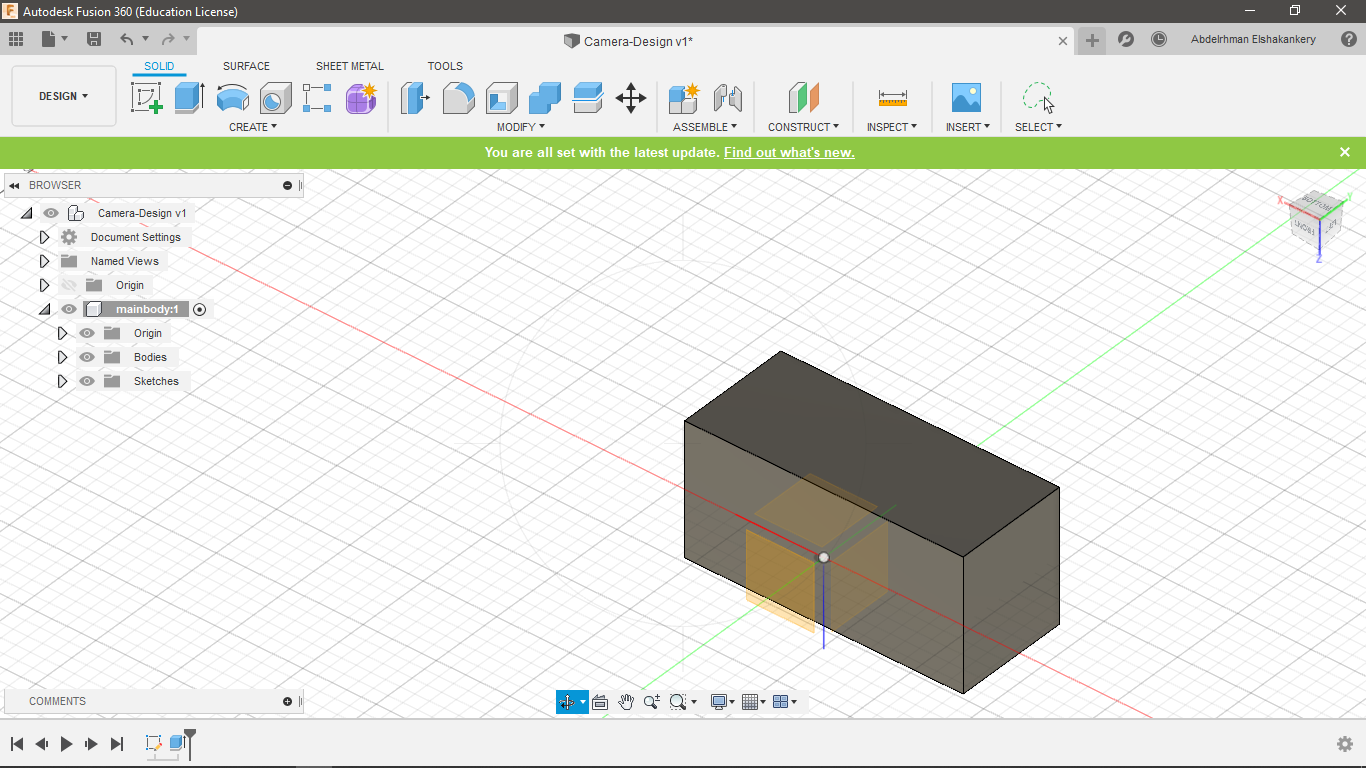 Autodesk Fusion 360 (Education License)
Camera-Design v1*
Abdelrhman Elshakankery
SOLID SURFACE SHEET METAL TOOLS
DESIGN
CREATE MODIFY ASSEMBLE CONSTRUCT INSPECT INSERT SELECT
You are all set with the latest update. Find out what's new.
BROWSER
Camera-Design v1
Document Settings
Named Views
Origin
mainbody:1
Origin
Bodies
Sketches
BOTTOM
X
Y
Z
COMMENTS